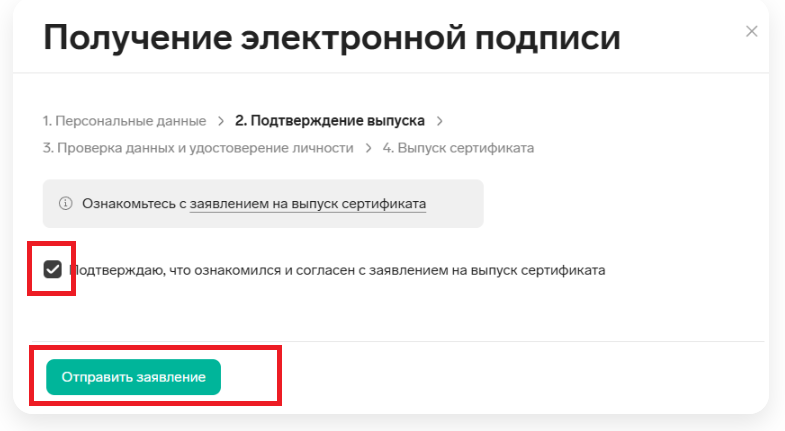 Получение электронной подписи
1. Персональные данные > 2. Подтверждение выпуска >
3. Проверка данных и удостоверение личности > 4. Выпуск сертификата
Ознакомьтесь с заявлением на выпуск сертификата
Подтверждаю, что ознакомился и согласен с заявлением на выпуск сертификата
Отправить заявление